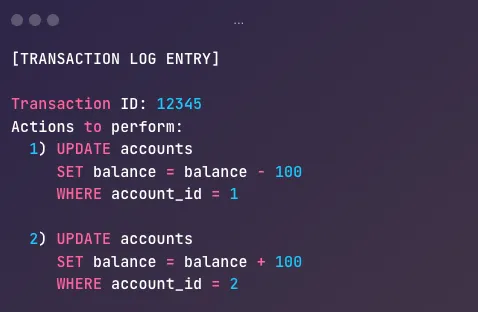 ...
[TRANSACTION LOG ENTRY]
Transaction ID: 12345
Actions to perform:
1) UPDATE accounts
SET balance = balance - 100
WHERE account_id = 1
2) UPDATE accounts
SET balance = balance + 100
WHERE account_id = 2